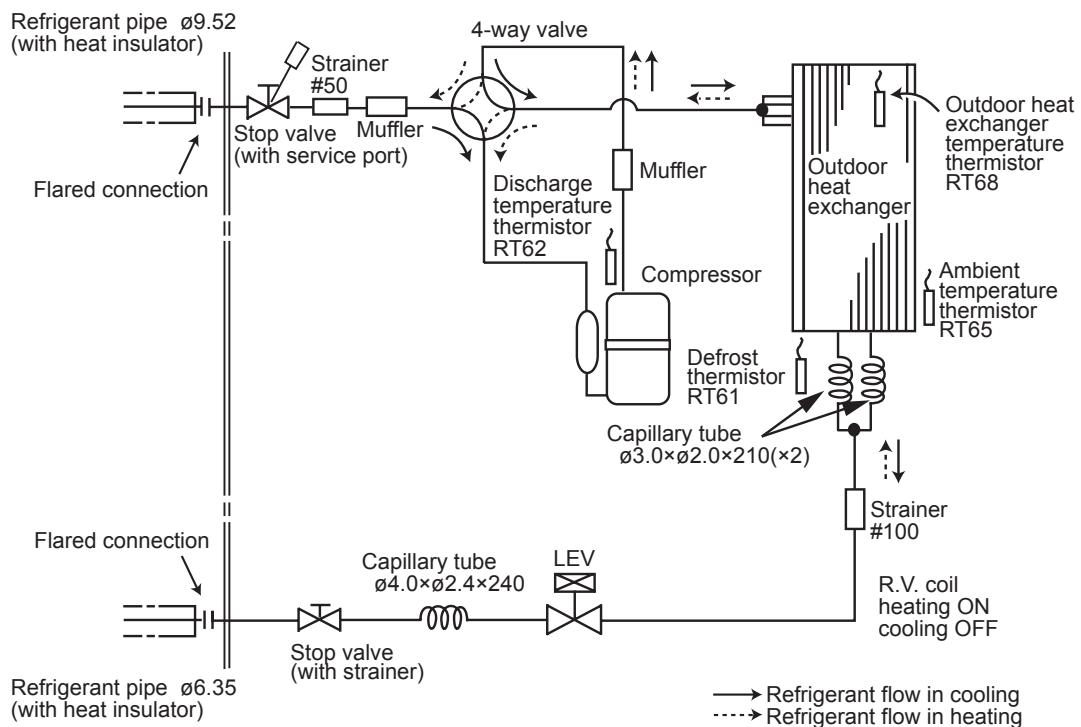 Refrigerant pipe ø9.52
(with heat insulator)
4-way valve
Strainer
#50
Muffler
Stop valve
(with service port)
Flared connection
Outdoor heat
exchanger
temperature
thermistor
RT68
Outdoor
heat
exchanger
Muffler
Discharge
temperature
thermistor
RT62
Compressor
Ambient
temperature
thermistor
RT65
Defrost
thermistor
RT61
Capillary tube
ø3.0×ø2.0×210(×2)
Strainer
#100
Flared connection
Capillary tube
ø4.0×ø2.4×240
LEV
R.V. coil
heating ON
cooling OFF
Stop valve
(with strainer)
Refrigerant pipe ø6.35
(with heat insulator)
Refrigerant flow in cooling
Refrigerant flow in heating